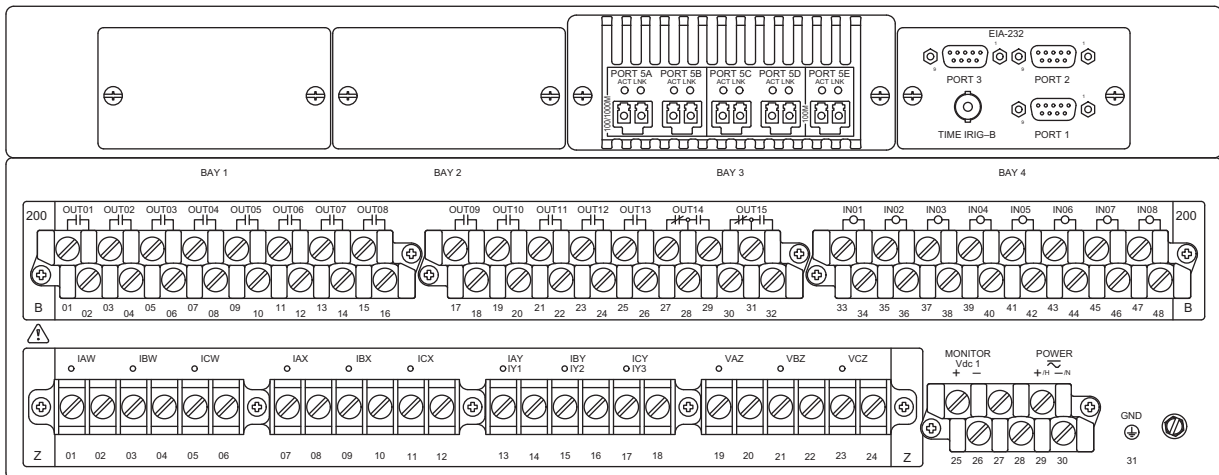 EIA-232
PORT 5A PORT 5B PORT 5C PORT 5D PORT 5E
ACT LNK ACT LNK ACT LNK ACT LNK ACT LNK
1 1
9 9
PORT 3 PORT 2
100/1000M
100M
1
9
TIME IRIG–B PORT 1
BAY 1 BAY 2 BAY 3 BAY 4
200 OUT01 OUT02 OUT03 OUT04 OUT05 OUT06 OUT07 OUT08 OUT09 OUT10 OUT11 OUT12 OUT13 OUT14 OUT15 IN01 IN02 IN03 IN04 IN05 IN06 IN07 IN08 200
B 01 02 03 04 05 06 07 08 09 10 11 12 13 14 15 16 17 18 19 20 21 22 23 24 25 26 27 28 29 30 31 32 33 34 35 36 37 38 39 40 41 42 43 44 45 46 47 48 B
IAW IBW ICW IAX IBX ICX IAY IBY ICY VAZ VBZ VCZ
IY1 IY2 IY3
MONITOR POWER
Vdc 1
+ − +/H −/N
GND
Z 01 02 03 04 05 06 07 08 09 10 11 12 13 14 15 16 17 18 19 20 21 22 23 24 Z 25 26 27 28 29 30 31